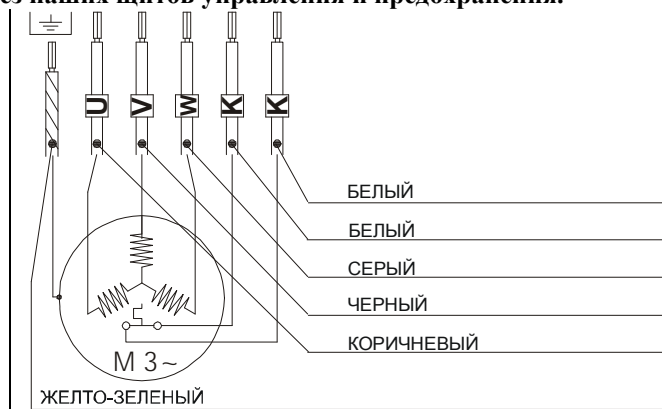 ез наших щитов управления и предохранения.
U V W K K
БЕЛЫЙ
БЕЛЫЙ
СЕРЫЙ
ЧЕРНЫЙ
КОРИЧНЕВЫЙ
M 3~
ЖЕЛТО-ЗЕЛЕНЫЙ